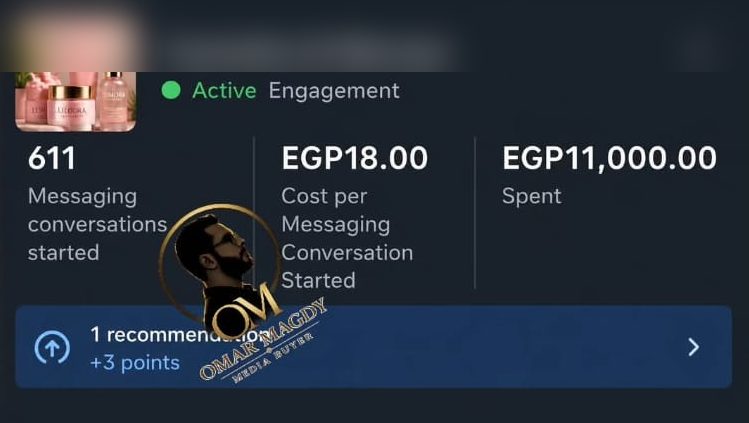 Active Engagement
611
Messaging
conversations
started
EGP18.00
Cost per
Messaging
Conversation
Started
EGP11,000.00
Spent
OM
OMAR MAGDY
MEDIA BUYER
1 recommendation
+3 points